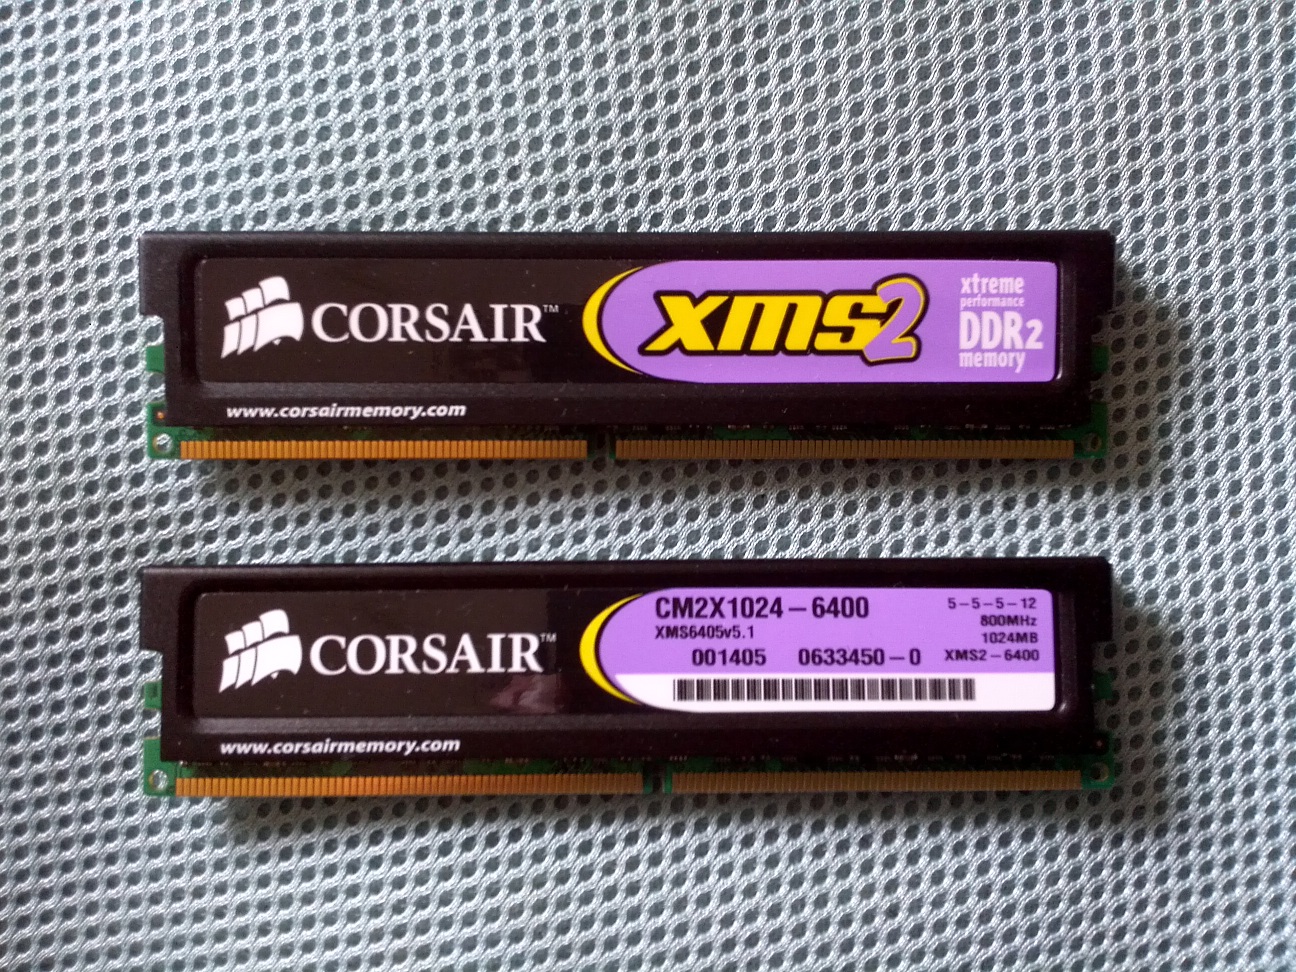 CORSAIR™
xms2
xtreme
performance
DDR2
memory
www.corsairmemory.com
CORSAIR™
CM2X1024-6400
XMS6405v5.1
001405 0633450-0
5-5-5-12
800MHz
1024MB
XMS2-6400
www.corsairmemory.com